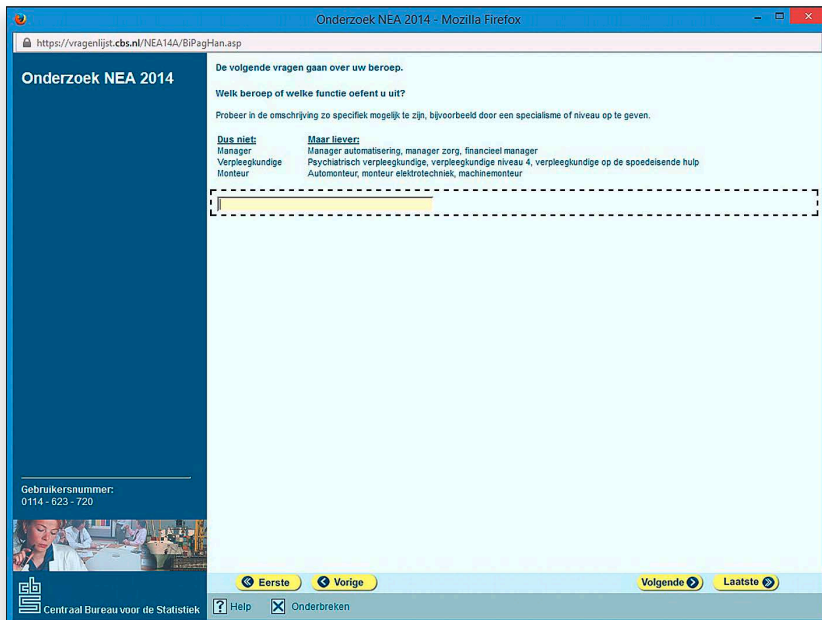 Onderzoek NEA 2014 - Mozilla Firefox
https://vragenlijst.cbs.nl/NEA14A/BiPagHan.asp
Onderzoek NEA 2014
De volgende vragen gaan over uw beroep.
Welk beroep of welke functie oefent u uit?
Probeer in de omschrijving zo specifiek mogelijk te zijn, bijvoorbeeld door een specialisme of niveau op te geven.
Dus niet: Maar liever:
Manager Manager automatisering, manager zorg, financieel manager
Verpleegkundige Psychiatrisch verpleegkundige, verpleegkundige niveau 4, verpleegkundige op de spoedeisende hulp
Monteur Automonteur, monteur elektrotechniek, machinemonteur
Gebruikersnummer:
0114 - 623 - 720
Eerste Vorige Volgende Laatste
cbs
Centraal Bureau voor de Statistiek
? Help X Onderbreken